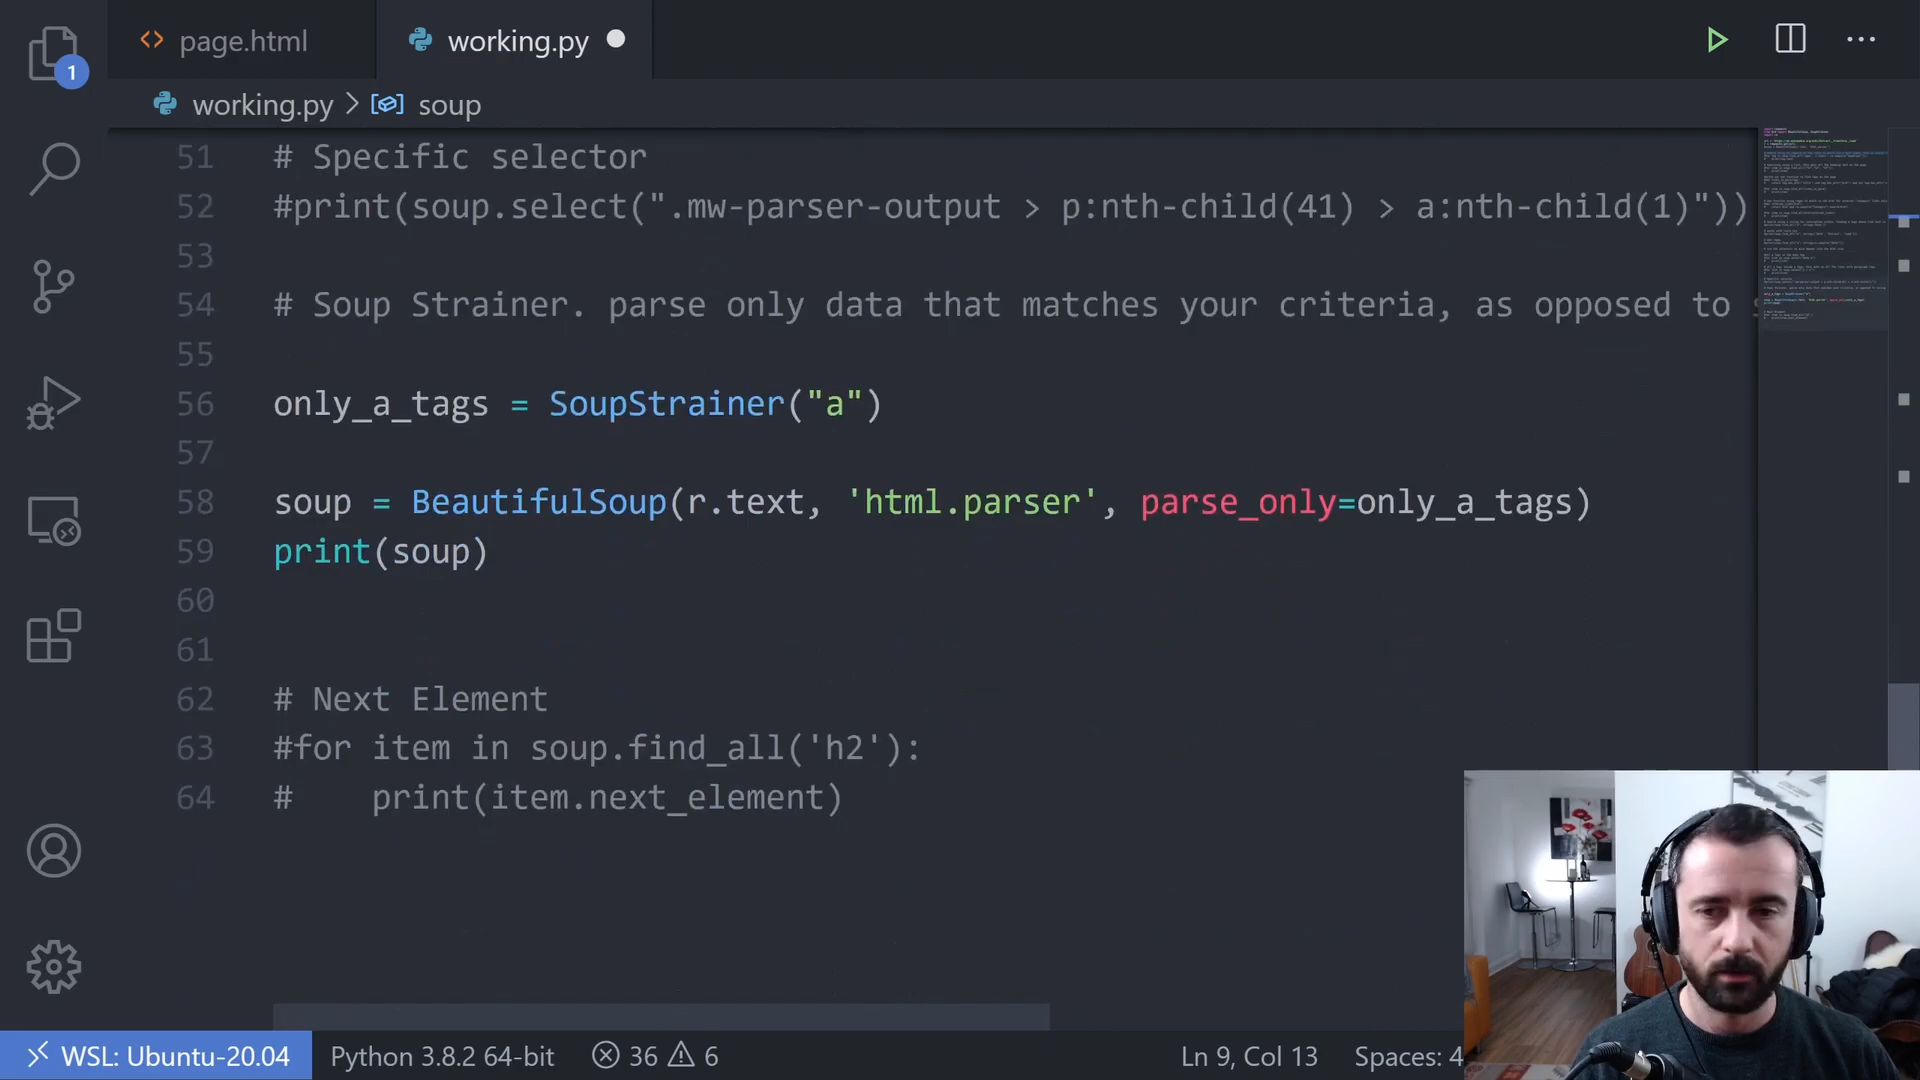 page.html
working.py
1
working.py > soup
51 # Specific selector
52 #print(soup.select(".mw-parser-output > p:nth-child(41) > a:nth-child(1)"))
53
54 # Soup Strainer. parse only data that matches your criteria, as opposed to
55
56 only_a_tags = SoupStrainer("a")
57
58 soup = BeautifulSoup(r.text, 'html.parser', parse_only=only_a_tags)
59 print(soup)
60
61
62 # Next Element
63 #for item in soup.find_all('h2'):
64 #    print(item.next_element)
WSL: Ubuntu-20.04 Python 3.8.2 64-bit 36 6 Ln 9, Col 13 Spaces: 4